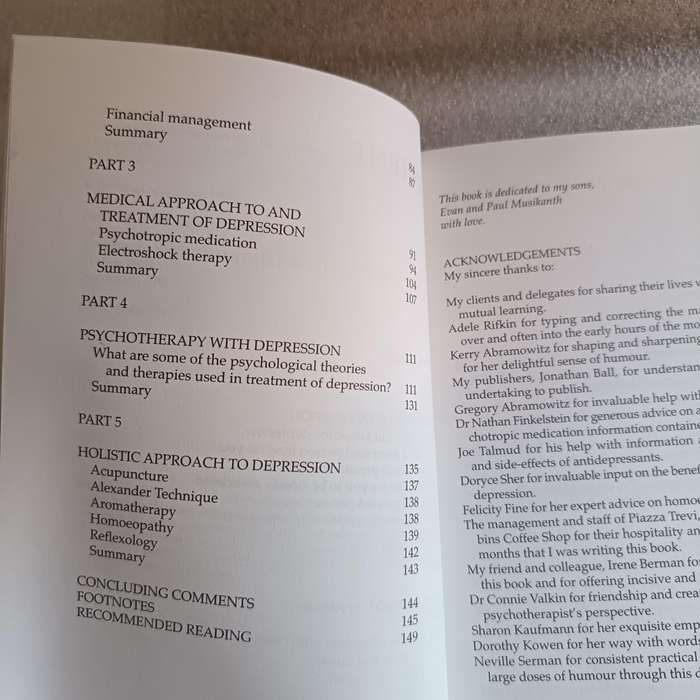 Financial management 84
Summary 87
PART 3
MEDICAL APPROACH TO AND
TREATMENT OF DEPRESSION 91
Psychotropic medication 94
Electroshock therapy 104
Summary 107
PART 4
PSYCHOTHERAPY WITH DEPRESSION 111
What are some of the psychological theories
and therapies used in treatment of depression? 111
Summary 131
PART 5
HOLISTIC APPROACH TO DEPRESSION 135
Acupuncture 137
Alexander Technique 138
Aromatherapy 138
Homoeopathy 139
Reflexology 142
Summary 143
CONCLUDING COMMENTS 144
FOOTNOTES 145
RECOMMENDED READING 149
This book is dedicated to my sons,
Evan and Paul Musikanth
with love.
ACKNOWLEDGEMENTS
My sincere thanks to:
My clients and delegates for sharing their lives
mutual learning.
Adele Rifkin for typing and correcting the
over and often into the early hours of the
Kerry Abramowitz for shaping and sharpening
for her delightful sense of humour.
My publishers, Jonathan Ball, for
undertaking to publish.
Gregory Abramowitz for invaluable help
Dr Nathan Finkelstein for generous advice on
chotropic medication information
Joe Talmud for his help with information
and side-effects of antidepressants.
Doryce Sher for invaluable input on the
depression.
Felicity Fine for her expert advice on
The management and staff of Piazza Trevi,
bins Coffee Shop for their hospitality
months that I was writing this book.
My friend and colleague, Irene Berman
this book and for offering incisive and
Dr Connie Valkin for friendship and
psychotherapist's perspective.
Sharon Kaufmann for her exquisite
Dorothy Kowen for her way with
Neville Serman for consistent practical
large doses of humour through this